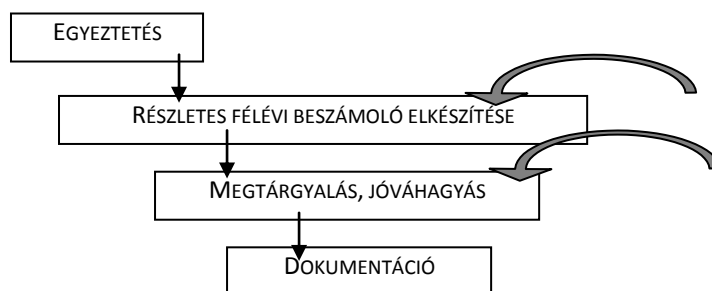 EGYEZTETÉS
RÉSZLETES FÉLÉVI BESZÁMOLÓ ELKÉSZÍTÉSE
MEGTÁRGYALÁS, JÓVÁHAGYÁS
DOKUMENTÁCIÓ